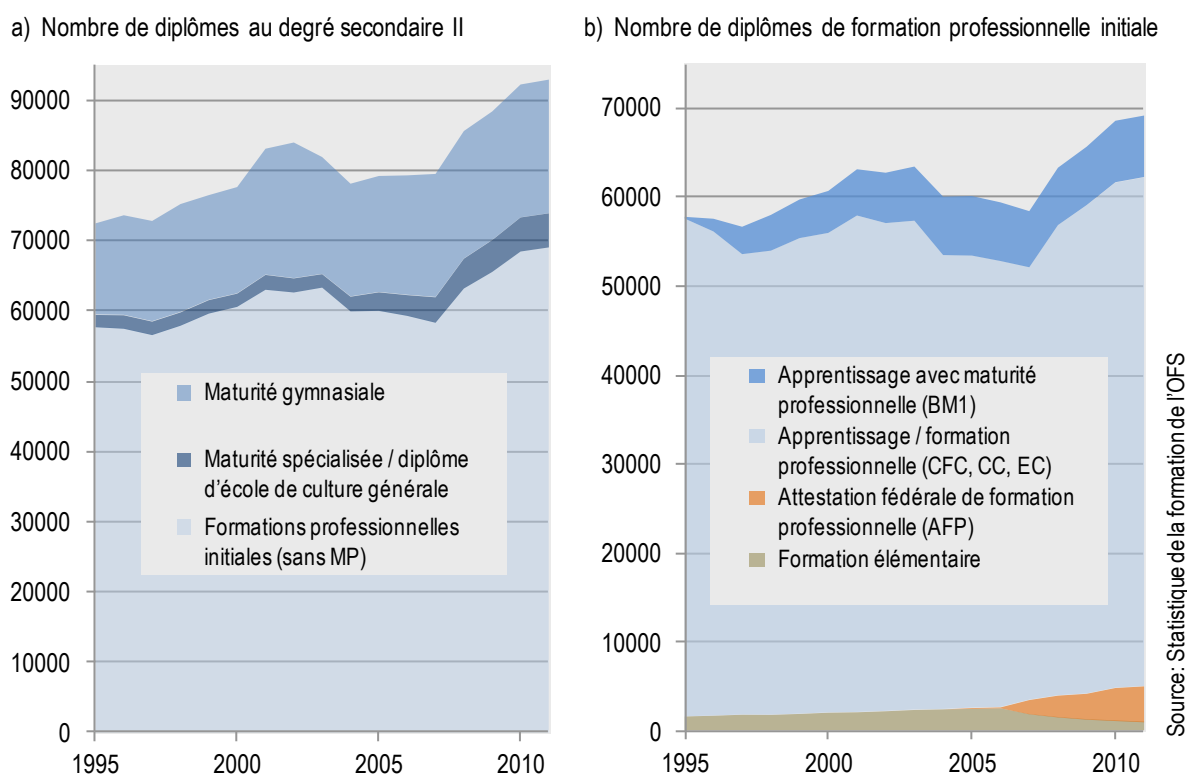 a) Nombre de diplômes au degré secondaire II
90000
80000
70000
60000
50000
40000
30000
20000
10000
0
1995
2000
2005
2010
Maturité gymnasiale
Maturité spécialisée / diplôme
d'école de culture générale
Formations professionnelles
initiales (sans MP)
b) Nombre de diplômes de formation professionnelle initiale
70000
60000
50000
40000
30000
20000
10000
0
1995
2000
2005
2010
Apprentissage avec maturité
professionnelle (BM1)
Apprentissage / formation
professionnelle (CFC, CC, EC)
Attestation fédérale de formation
professionnelle (AFP)
Formation élémentaire
Source: Statistique de la formation de l'OFS